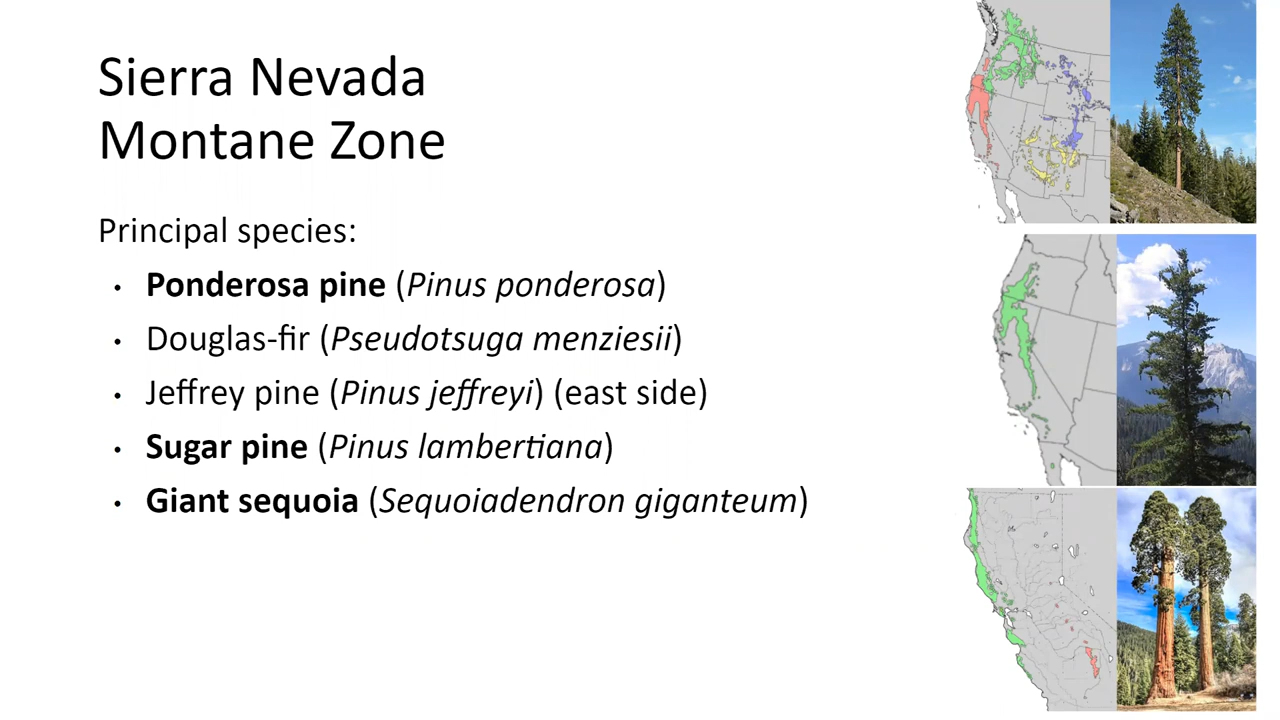 Sierra Nevada
Montane Zone
Principal species:
• Ponderosa pine (Pinus ponderosa)
• Douglas-fir (Pseudotsuga menziesii)
• Jeffrey pine (Pinus jeffreyi) (east side)
• Sugar pine (Pinus lambertiana)
• Giant sequoia (Sequoiadendron giganteum)